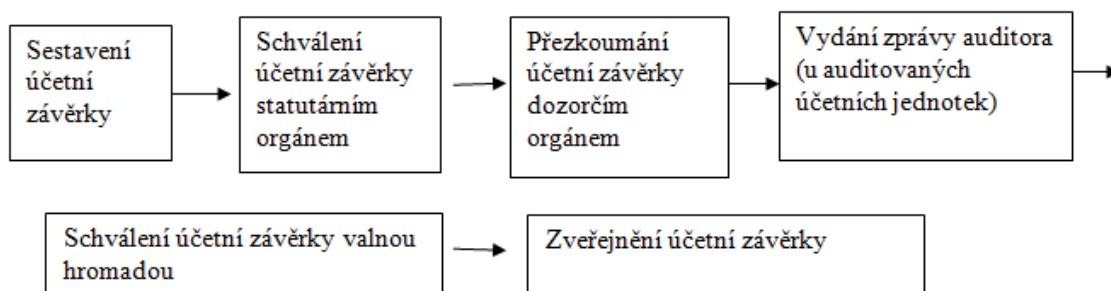 Sestavení
účetní
závěrky
Schválení
účetní závěrky
statutárním
orgánem
Přezkoumání
účetní závěrky
dozorčím
orgánem
Vydání zprávy auditora
(u auditovaných
účetních jednotek)
Schválení účetní závěrky valnou
hromadou
Zveřejnění účetní závěrky